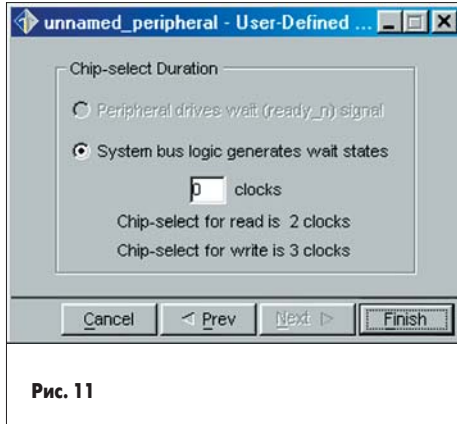 unnamed_peripheral - User-Defined ...
Chip-select Duration
Peripheral drives wait (ready_n) signal
System bus logic generates wait states
0 clocks
Chip-select for read is 2 clocks
Chip-select for write is 3 clocks
Cancel < Prev Next > Finish
Рис. 11